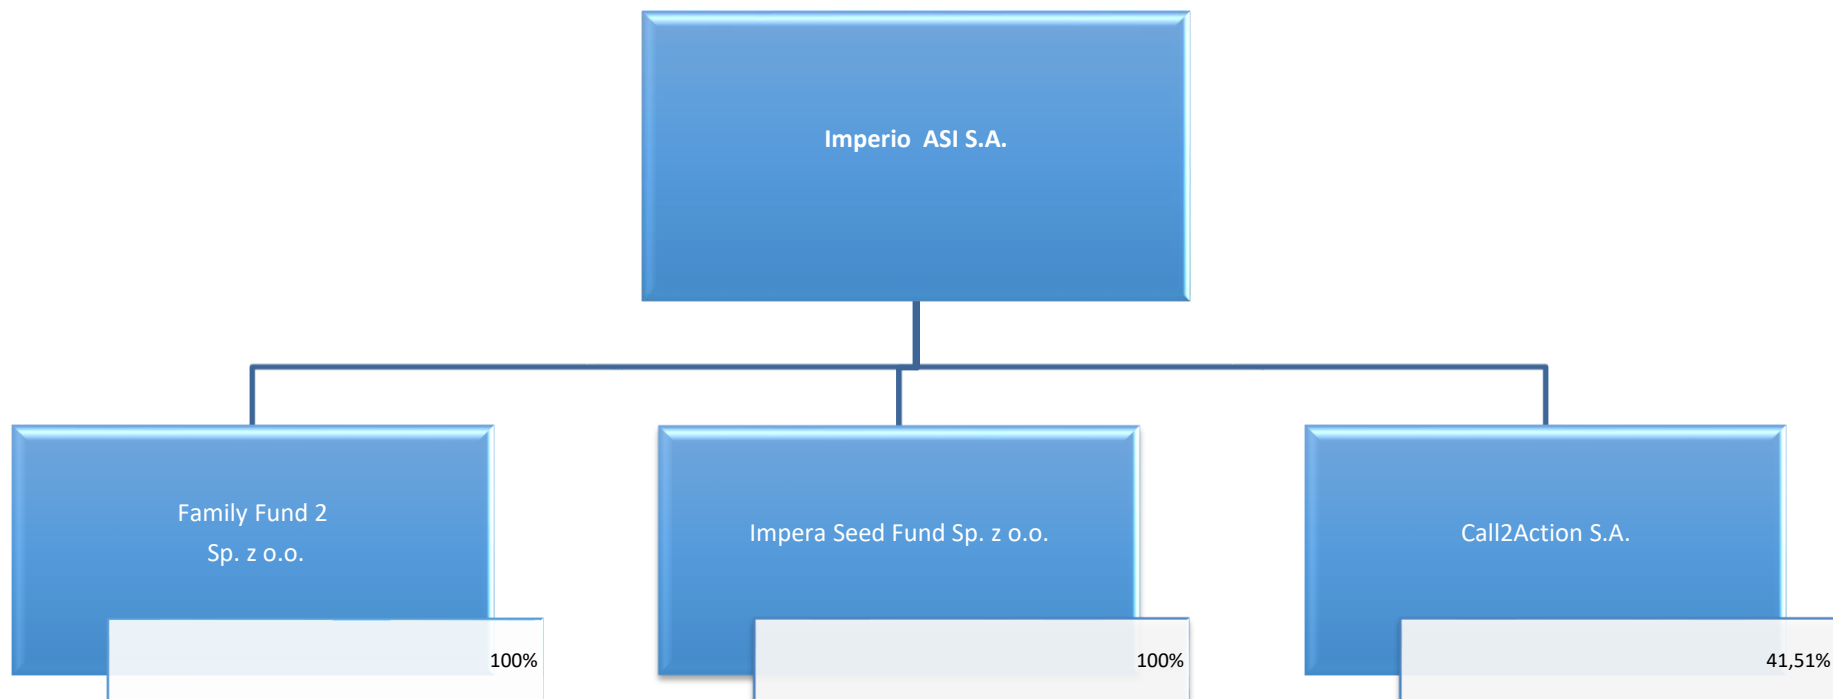 Imperio  ASI S.A.
Family Fund 2
Sp. z o.o.
Impera Seed Fund Sp. z o.o.
Call2Action S.A.
100%
100%
41,51%